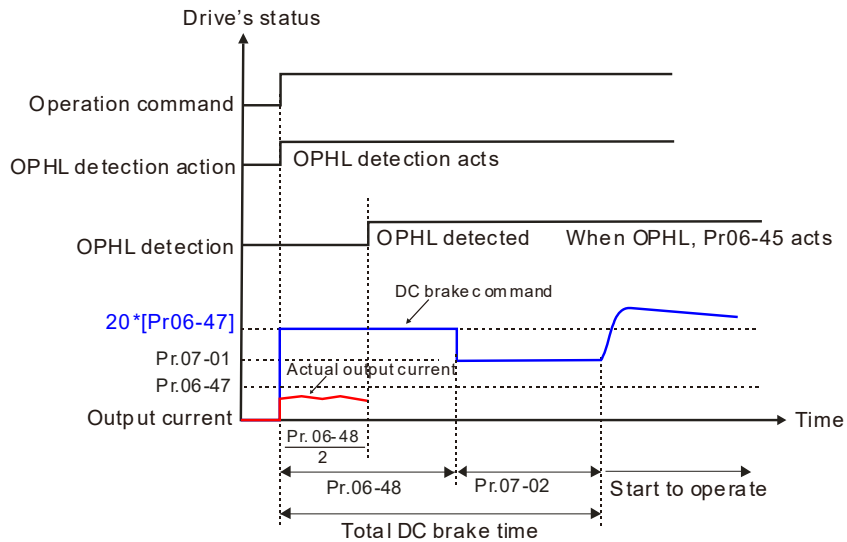 Drive's status
Operation command
OPHL detection action
OPHL detection acts
OPHL detection
OPHL detected
When OPHL, Pr06-45 acts
DC brake command
20*[Pr06-47]
Pr.07-01
Actual output current
Pr.06-47
Output current
Time
Pr. 06-48
2
Pr.06-48
Pr.07-02
Start to operate
Total DC brake time